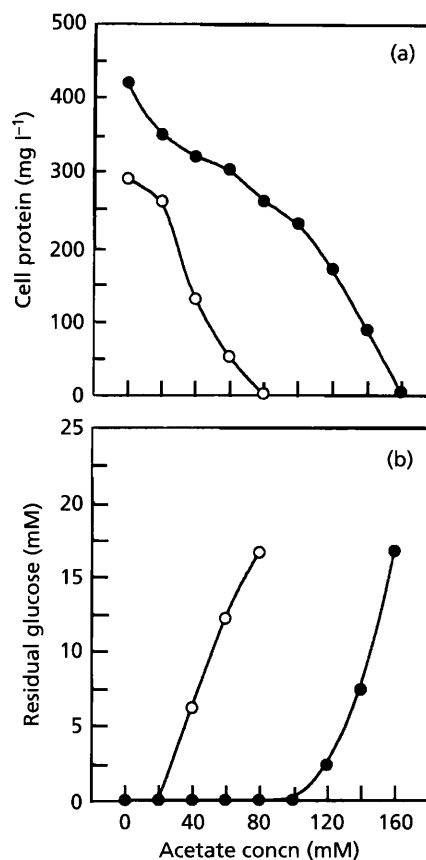 (a)
500
400
300
200
100
0
Cell protein (mg l⁻¹)
(b)
25
20
15
10
5
0
Residual glucose (mM)
0 40 80 120 160
Acetate concn (mM)